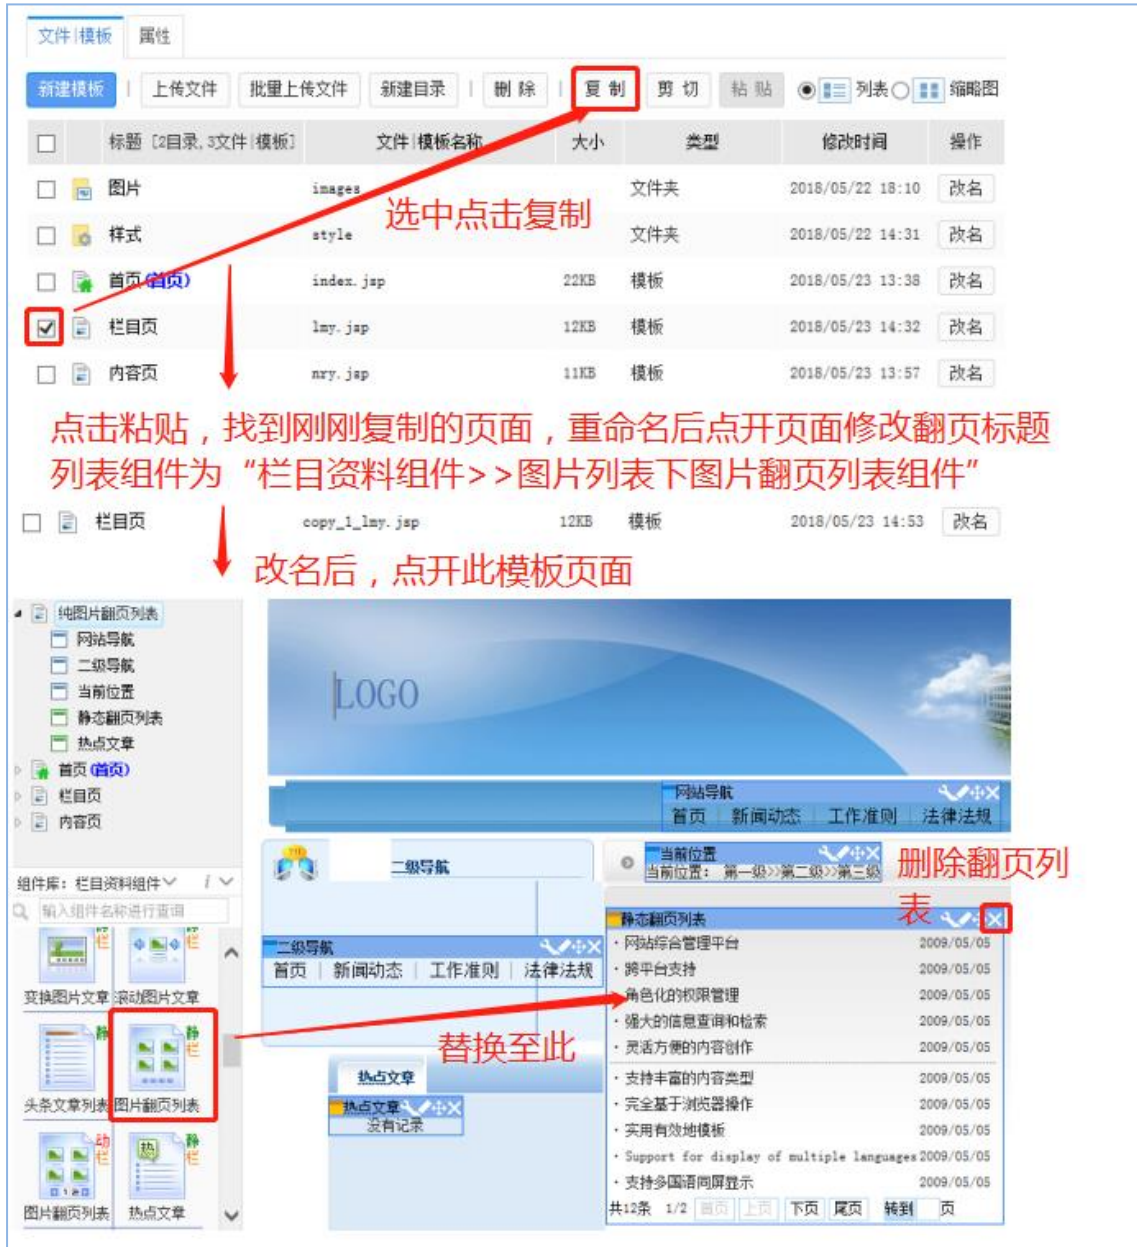 文件|模板 属性
新建模板 上传文件 批量上传文件 新建目录 删 除 复 制 剪 切 粘 贴 列表 缩略图
标题 [2目录,3文件|模板] 文件|模板名称 大小 类型 修改时间 操作
图片 images 文件夹 2018/05/22 18:10 改名
选中点击复制
样式 style 文件夹 2018/05/22 14:31 改名
首页(首页) index.jsp 22KB 模板 2018/05/23 13:38 改名
栏目页 lmy.jsp 12KB 模板 2018/05/23 14:32 改名
内容页 nry.jsp 11KB 模板 2018/05/23 13:57 改名
点击粘贴，找到刚刚复制的页面，重命名后点开页面修改翻页标题
列表组件为“栏目资料组件>>图片列表下图片翻页列表组件”
栏目页 copy_1_lmy.jsp 12KB 模板 2018/05/23 14:53 改名
改名后，点开此模板页面
纯图片翻页列表
网站导航
二级导航
当前位置
静态翻页列表
热点文章
首页(首页)
栏目页
内容页
组件库：栏目资料组件
输入组件名称进行查询
栏 栏
变换图片文章 滚动图片文章
静 静
栏
头条文章列表 图片翻页列表
动 静
栏 热 栏
图片翻页列表 热点文章
LOGO
网站导航
首页 新闻动态 工作准则 法律法规
二级导航
当前位置
当前位置： 第一级>>第二级>>第三级
删除翻页列
表
二级导航
首页 新闻动态 工作准则 法律法规
替换至此
热点文章
热点文章
没有记录
静态翻页列表
·网站综合管理平台 2009/05/05
·跨平台支持 2009/05/05
·角色化的权限管理 2009/05/05
·强大的信息查询和检索 2009/05/05
·灵活方便的内容创作 2009/05/05
·支持丰富的内容类型 2009/05/05
·完全基于浏览器操作 2009/05/05
·实用有效地模板 2009/05/05
·Support for display of multiple languages 2009/05/05
·支持多国语同屏显示 2009/05/05
共12条 1/2 首页 上页 下页 尾页 转到 页